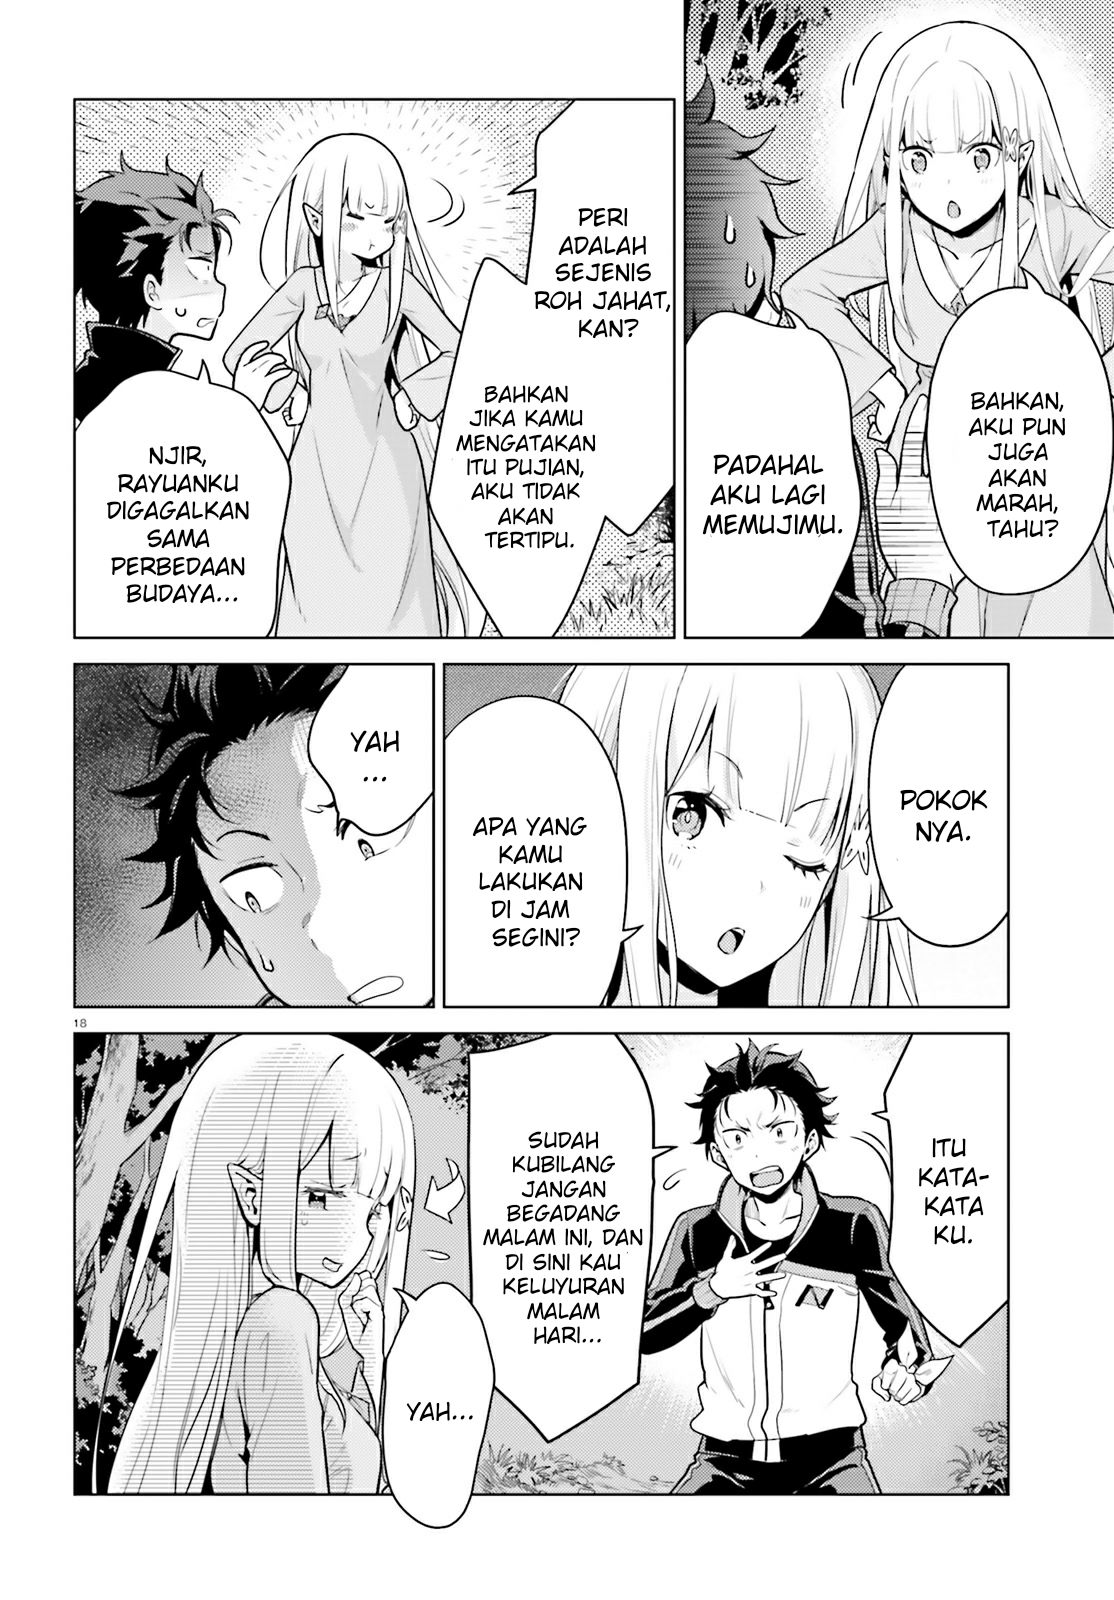 BAHKAN,
AKU PUN
JUGA
AKAN
MARAH,
TAHU?
PADAHAL
AKU LAGI
MEMUJIMU.
PERI
ADALAH
SEJENIS
ROH JAHAT,
KAN?
BAHKAN
JIKA KAMU
MENGATAKAN
ITU PUJIAN,
AKU TIDAK
AKAN
TERTIPU.
NJIR,
RAYUANKU
DIGAGALKAN
SAMA
PERBEDAAN
BUDAYA...
POKOK
NYA.
APA YANG
KAMU
LAKUKAN
DI JAM
SEGINI?
YAH
...
18
ITU
KATA-
KATA
KU.
SUDAH
KUBILANG
JANGAN
BEGADANG
MALAM INI, DAN
DI SINI KAU
KELUYURAN
MALAM
HARI...
YAH...